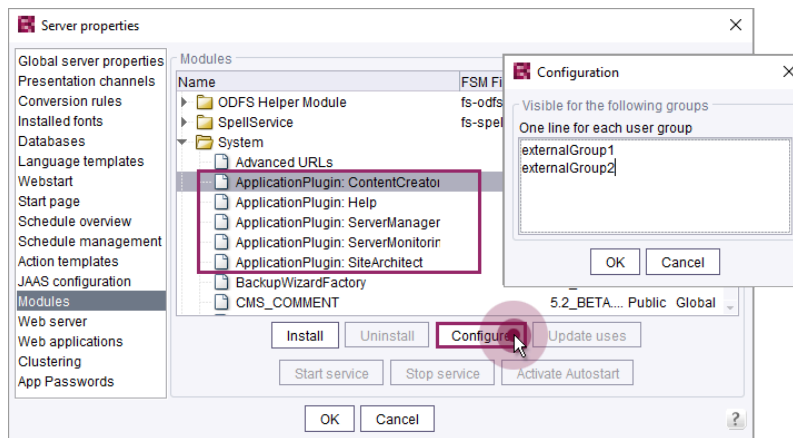 Server properties
Global server properties
Presentation channels
Conversion rules
Installed fonts
Databases
Language templates
Webstart
Start page
Schedule overview
Schedule management
Action templates
JAAS configuration
Modules
Web server
Web applications
Clustering
App Passwords
Modules
Name FSM Fi
ODFS Helper Module fs-odfs
SpellService fs-spel
System
Advanced URLs
ApplicationPlugin: ContentCreator
ApplicationPlugin: Help
ApplicationPlugin: ServerManager
ApplicationPlugin: ServerMonitorin
ApplicationPlugin: SiteArchitect
BackupWizardFactory
CMS_COMMENT 5.2_BETA.... Public Global
Install Uninstall Configure Update uses
Start service Stop service Activate Autostart
OK Cancel ?
Configuration
Visible for the following groups
One line for each user group
externalGroup1
externalGroup2
OK Cancel